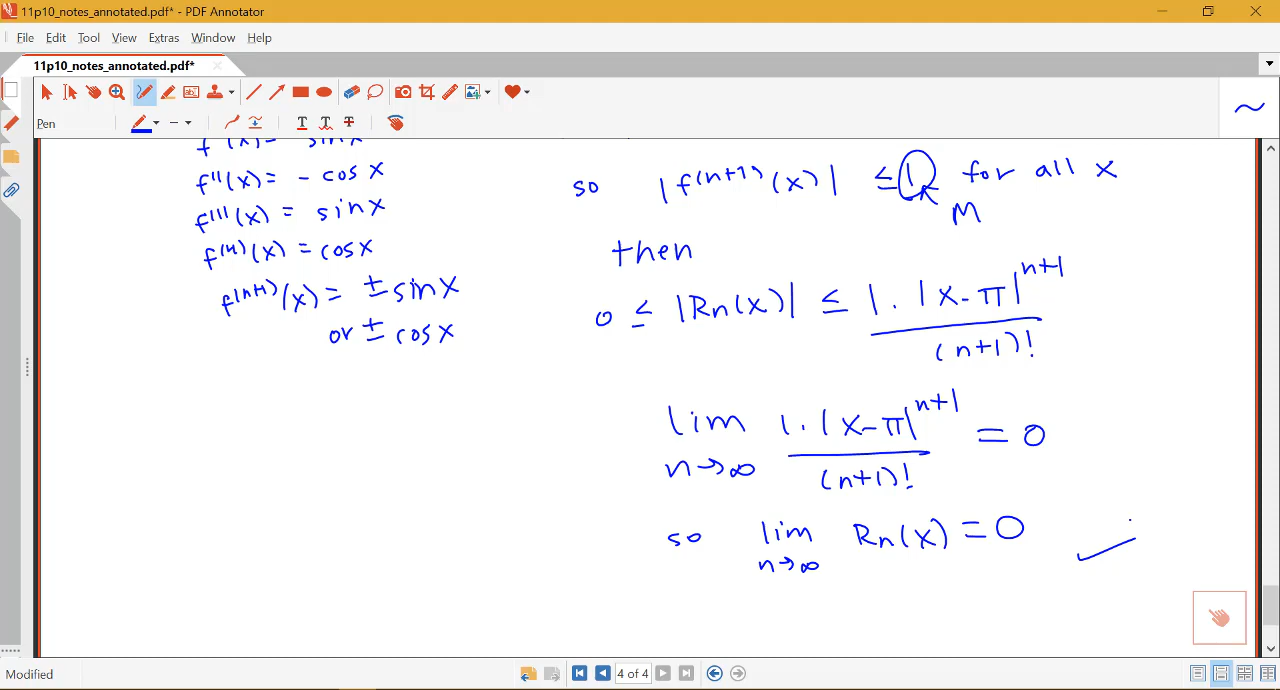 11p10_notes_annotated.pdf* - PDF Annotator
File Edit Tool View Extras Window Help
11p10_notes_annotated.pdf*
Pen
f''(x) = - cos x
f'''(x) = sin x
f⁽⁴⁾(x) = cos x
f⁽ⁿ⁺¹⁾(x) = ± sin x
or ± cos x
so |f⁽ⁿ⁺¹⁾(x)| ≤ 1 for all x
M
then
0 ≤ |Rn(x)| ≤ 1·|x-π|ⁿ⁺¹ / (n+1)!
lim n→∞ 1·|x-π|ⁿ⁺¹ / (n+1)! = 0
so lim n→∞ Rn(x) = 0
Modified
4 of 4